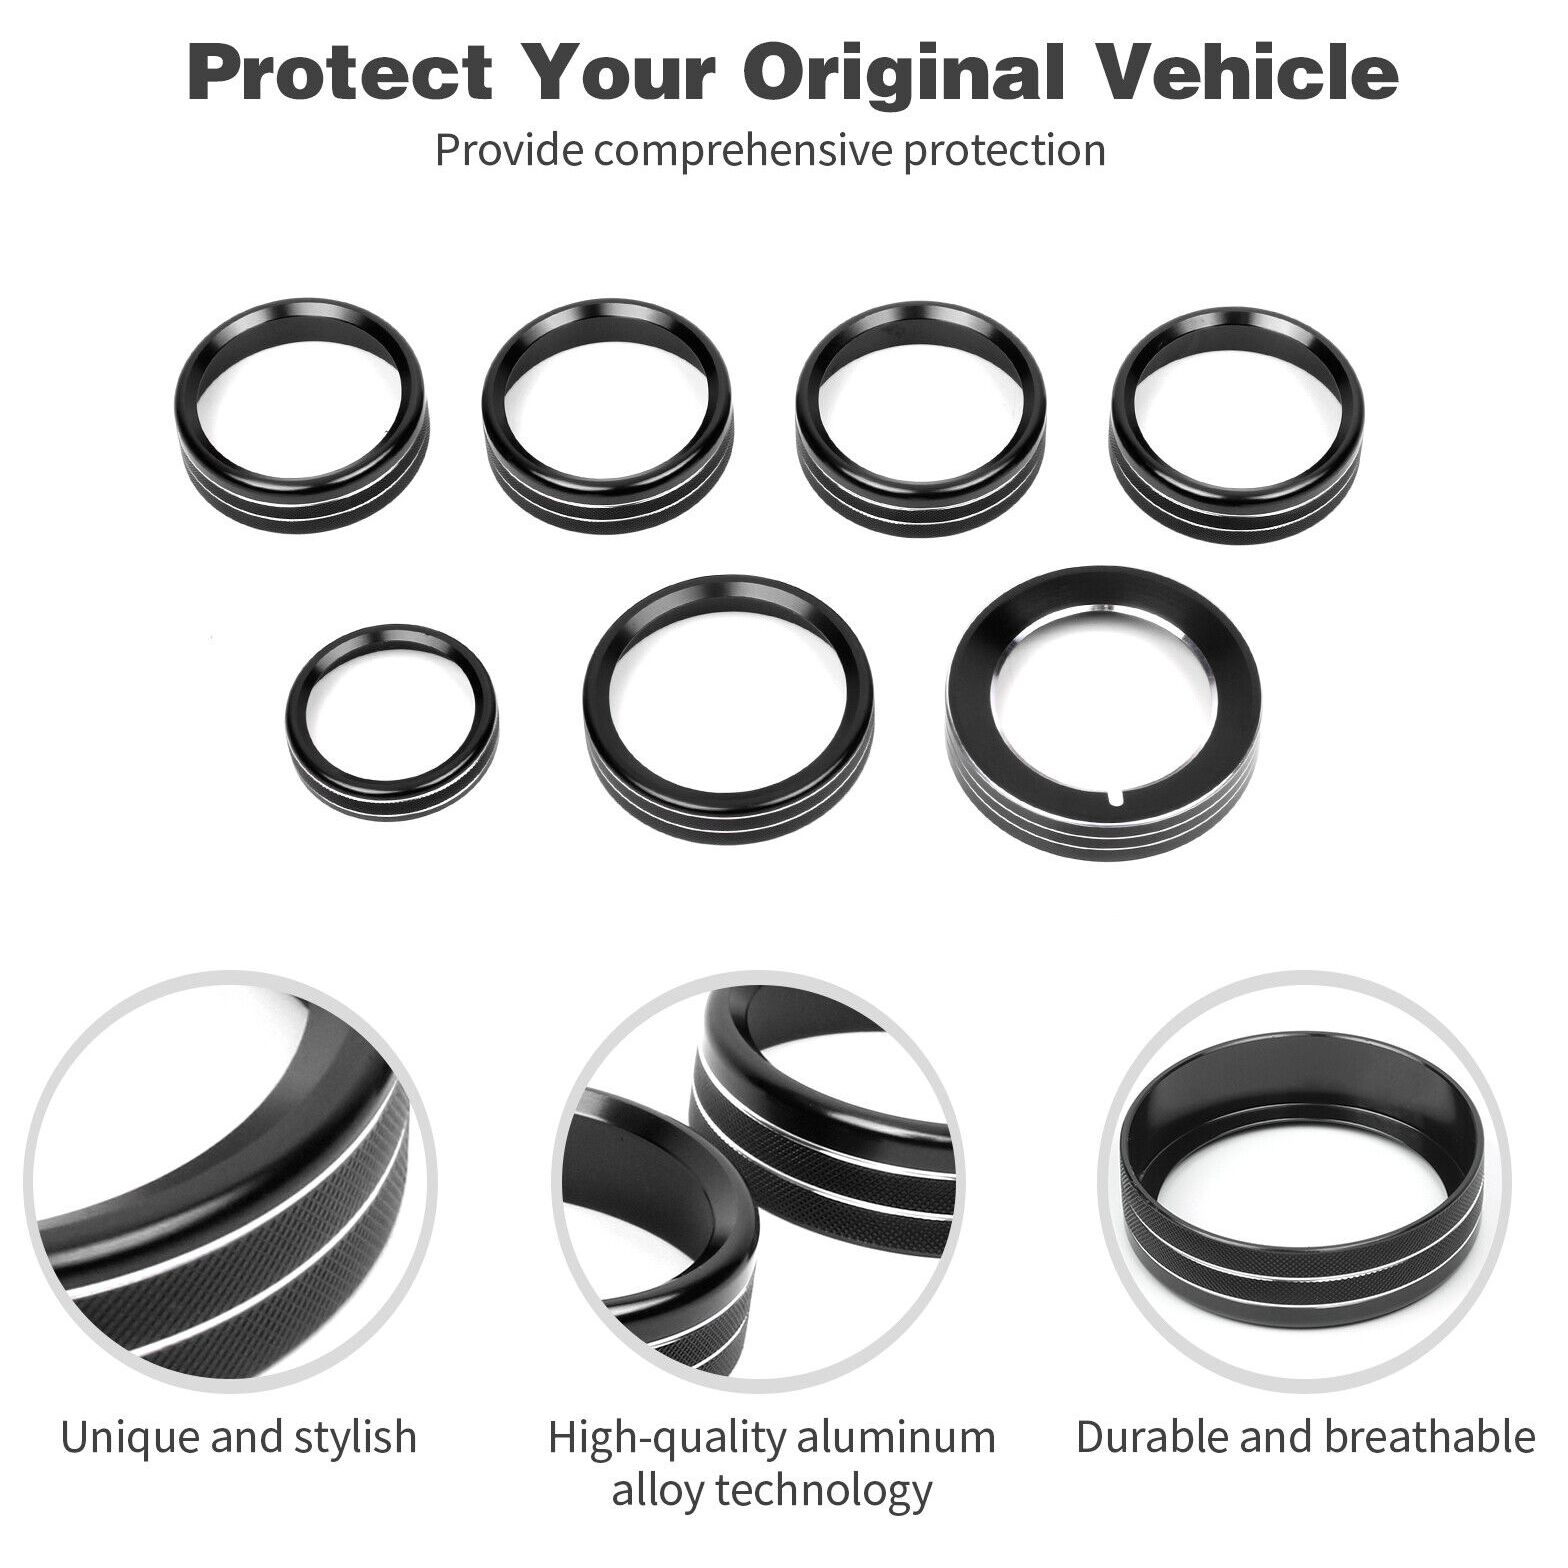 Protect Your Original Vehicle
Provide comprehensive protection
Unique and stylish
High-quality aluminum
alloy technology
Durable and breathable